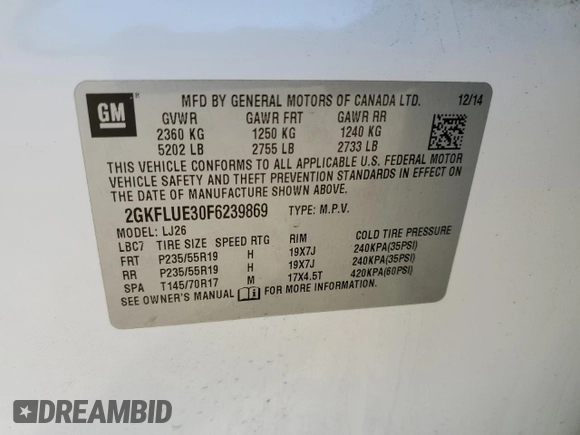 GM
®
MFD BY GENERAL MOTORS OF CANADA LTD. 12/14
GVWR GAWR FRT GAWR RR
2360 KG 1250 KG 1240 KG
5202 LB 2755 LB 2733 LB
THIS VEHICLE CONFORMS TO ALL APPLICABLE U.S. FEDERAL MOTOR
VEHICLE SAFETY AND THEFT PREVENTION STANDARDS IN EFFECT ON
THE DATE OF MANUFACTURE SHOWN ABOVE.
2GKFLUE30F6239869 TYPE: M.P.V.
MODEL: LJ26
LBC7 TIRE SIZE SPEED RTG RIM COLD TIRE PRESSURE
FRT P235/55R19 H 19X7J 240KPA(35PSI)
RR P235/55R19 H 19X7J 240KPA(35PSI)
SPA T145/70R17 M 17X4.5T 420KPA(60PSI)
SEE OWNER'S MANUAL FOR MORE INFORMATION
DREAMBID